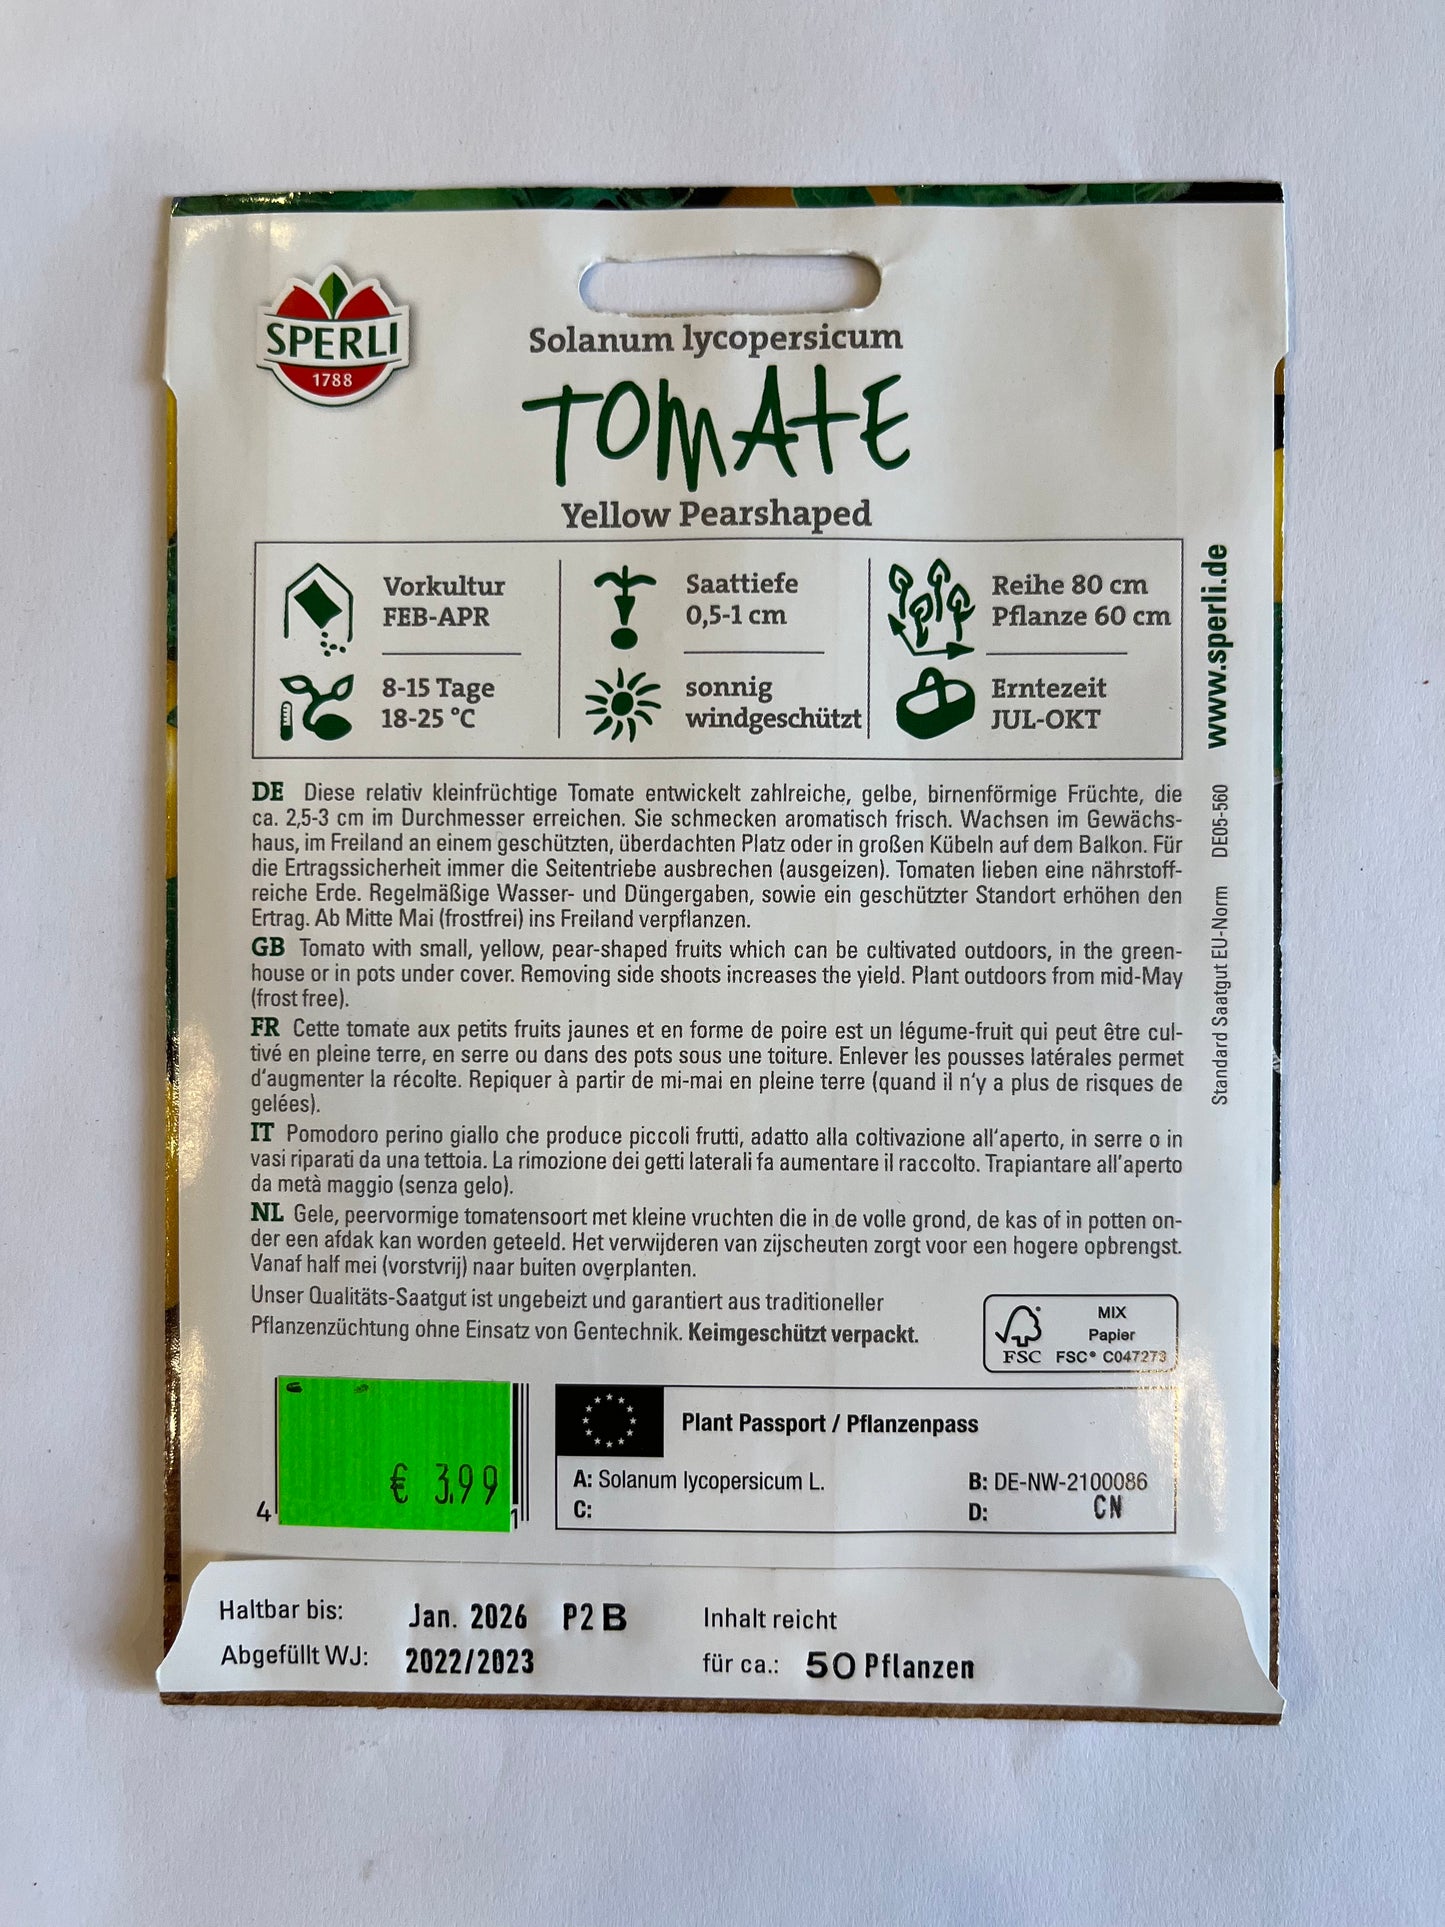 SPERLI
1788
Solanum lycopersicum
TOMATE
Yellow Pearshaped
Vorkultur
FEB-APR
Saattiefe
0,5-1 cm
Reihe 80 cm
Pflanze 60 cm
8-15 Tage
18-25 °C
sonnig
windgeschützt
Erntezeit
JUL-OKT
www.sperli.de
Standard Saatgut EU-Norm DE05-560
DE Diese relativ kleinfrüchtige Tomate entwickelt zahlreiche, gelbe, birnenförmige Früchte, die
ca. 2,5-3 cm im Durchmesser erreichen. Sie schmecken aromatisch frisch. Wachsen im Gewächs-
haus, im Freiland an einem geschützten, überdachten Platz oder in großen Kübeln auf dem Balkon. Für
die Ertragssicherheit immer die Seitentriebe ausbrechen (ausgeizen). Tomaten lieben eine nährstoff-
reiche Erde. Regelmäßige Wasser- und Düngergaben, sowie ein geschützter Standort erhöhen den
Ertrag. Ab Mitte Mai (frostfrei) ins Freiland verpflanzen.
GB Tomato with small, yellow, pear-shaped fruits which can be cultivated outdoors, in the green-
house or in pots under cover. Removing side shoots increases the yield. Plant outdoors from mid-May
(frost free).
FR Cette tomate aux petits fruits jaunes et en forme de poire est un légume-fruit qui peut être cul-
tivé en pleine terre, en serre ou dans des pots sous une toiture. Enlever les pousses latérales permet
d'augmenter la récolte. Repiquer à partir de mi-mai en pleine terre (quand il n'y a plus de risques de
gelées).
IT Pomodoro perino giallo che produce piccoli frutti, adatto alla coltivazione all'aperto, in serre o in
vasi riparati da una tettoia. La rimozione dei getti laterali fa aumentare il raccolto. Trapiantare all'aperto
da metà maggio (senza gelo).
NL Gele, peervormige tomatensoort met kleine vruchten die in de volle grond, de kas of in potten on-
der een afdak kan worden geteeld. Het verwijderen van zijscheuten zorgt voor een hogere opbrengst.
Vanaf half mei (vorstvrij) naar buiten overplanten.
Unser Qualitäts-Saatgut ist ungebeizt und garantiert aus traditioneller
Pflanzenzüchtung ohne Einsatz von Gentechnik. Keimgeschützt verpackt.
MIX
Papier
FSC FSC® C047273
€ 3,99
4 1
Plant Passport / Pflanzenpass
A: Solanum lycopersicum L. B: DE-NW-2100086
C: D: CN
Haltbar bis: Jan. 2026 P2 B Inhalt reicht
Abgefüllt WJ: 2022/2023 für ca.: 50 Pflanzen